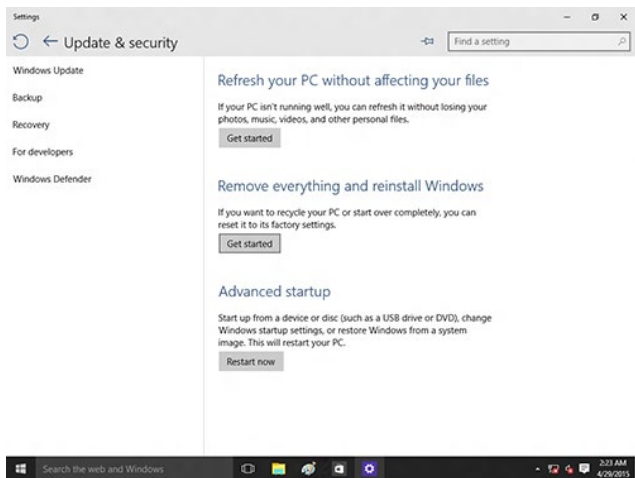 Settings
Update & security
Find a setting
Windows Update
Backup
Recovery
For developers
Windows Defender
Refresh your PC without affecting your files
If your PC isn't running well, you can refresh it without losing your
photos, music, videos, and other personal files.
Get started
Remove everything and reinstall Windows
If you want to recycle your PC or start over completely, you can
reset it to its factory settings.
Get started
Advanced startup
Start up from a device or disc (such as a USB drive or DVD), change
Windows startup settings, or restore Windows from a system
image. This will restart your PC.
Restart now
Search the web and Windows
2:23 AM
4/29/2015